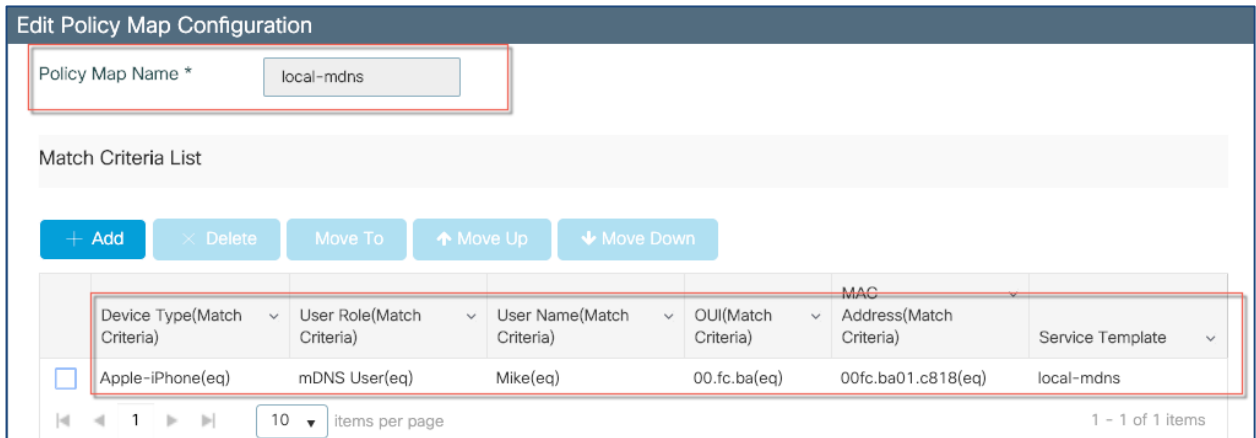 Edit Policy Map Configuration
Policy Map Name * local-mdns
Match Criteria List
+ Add × Delete Move To ↑ Move Up ↓ Move Down
Device Type(Match Criteria) User Role(Match Criteria) User Name(Match Criteria) OUI(Match Criteria) MAC Address(Match Criteria) Service Template
Apple-iPhone(eq) mDNS User(eq) Mike(eq) 00.fc.ba(eq) 00fc.ba01.c818(eq) local-mdns
1 10 items per page 1 - 1 of 1 items